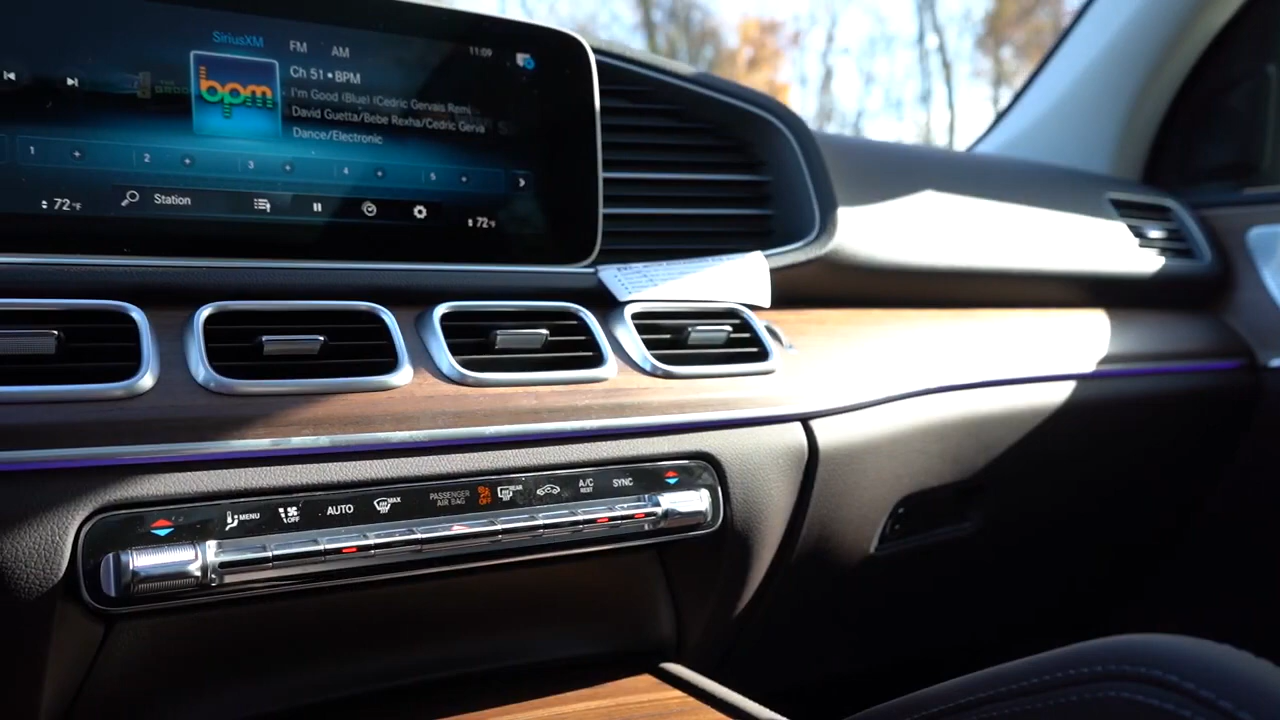 SiriusXM FM AM 11:09
bpm
Ch 51 • BPM
I'm Good (Blue) (Cedric Gervais Remi
David Guetta/Bebe Rexha/Cedric Gerva
Dance/Electronic
1 2 3 4 5
72°F Station 72°F
MENU OFF AUTO MAX PASSENGER AIR BAG OFF REAR A/C REST SYNC